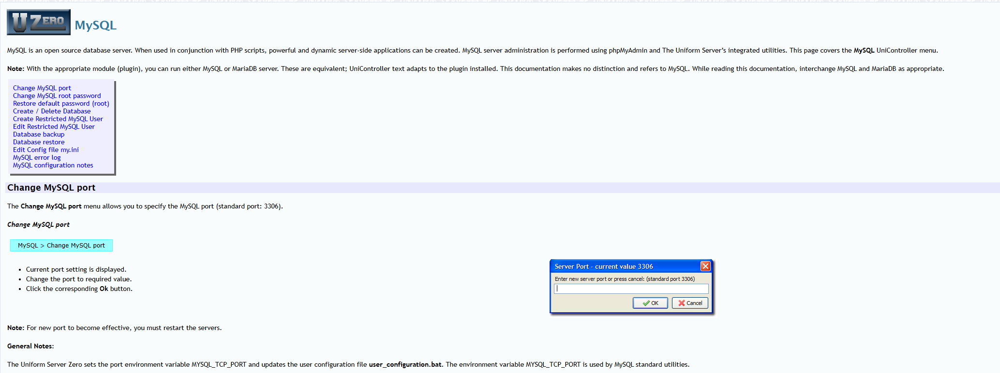 U ZERO MySQL
MySQL is an open source database server. When used in conjunction with PHP scripts, powerful and dynamic server-side applications can be created. MySQL server administration is performed using phpMyAdmin and The Uniform Server's integrated utilities. This page covers the MySQL UniController menu.
Note: With the appropriate module (plugin), you can run either MySQL or MariaDB server. These are equivalent; UniController text adapts to the plugin installed. This documentation makes no distinction and refers to MySQL. While reading this documentation, interchange MySQL and MariaDB as appropriate.
Change MySQL port
Change MySQL root password
Restore default password (root)
Create / Delete Database
Create Restricted MySQL User
Edit Restricted MySQL User
Database backup
Database restore
Edit Config file my.ini
MySQL error log
MySQL configuration notes
Change MySQL port
The Change MySQL port menu allows you to specify the MySQL port (standard port: 3306).
Change MySQL port
MySQL > Change MySQL port
• Current port setting is displayed.
• Change the port to required value.
• Click the corresponding Ok button.
Server Port - current value 3306
Enter new server port or press cancel: (standard port 3306)
OK Cancel
Note: For new port to become effective, you must restart the servers.
General Notes:
The Uniform Server Zero sets the port environment variable MYSQL_TCP_PORT and updates the user configuration file user_configuration.bat. The environment variable MYSQL_TCP_PORT is used by MySQL standard utilities.